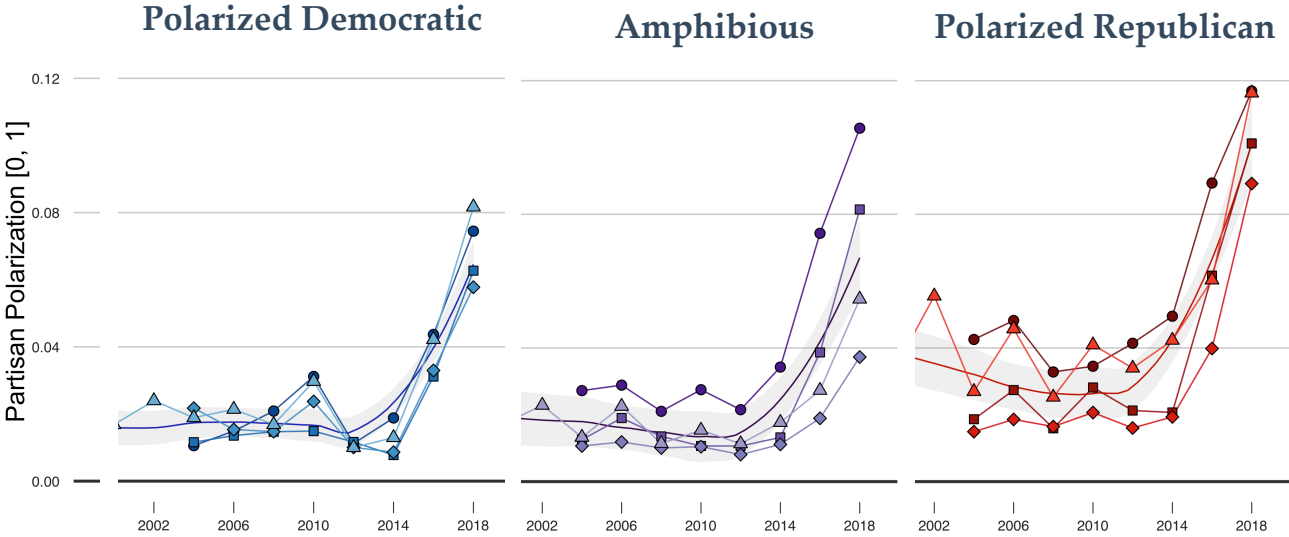 Polarized Democratic
Amphibious
Polarized Republican
Partisan Polarization [0, 1]
0.12
0.08
0.04
0.00
2002 2006 2010 2014 2018
2002 2006 2010 2014 2018
2002 2006 2010 2014 2018